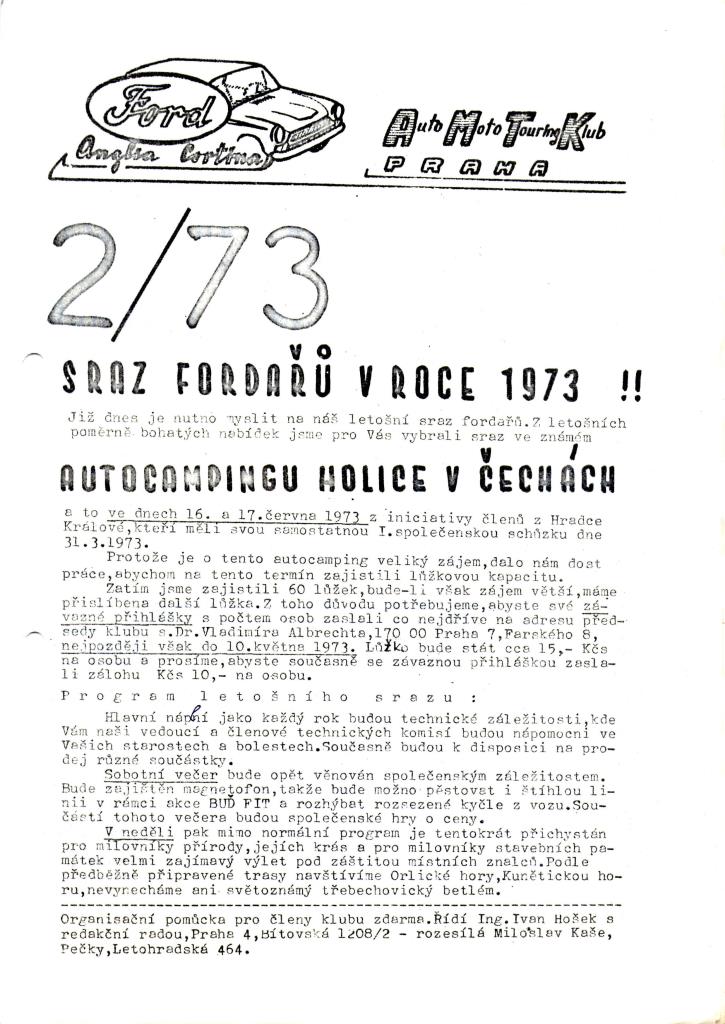 Ford
Anglia Cortina
Auto Moto Touring Klub
PRAHA
2/73
SRAZ FORDAŘŮ V ROCE 1973 !!
Již dnes je nutno myslit na náš letošní sraz fordařů.Z letošních
poměrně bohatých nabídek jsme pro Vás vybrali sraz ve známém
AUTOCAMPINGU HOLICE V ČECHÁCH
a to ve dnech 16. a 17.června 1973 z iniciativy členů z Hradce
Králové,kteří měli svou samostatnou I.společenskou schůzku dne
31.3.1973.
Protože je o tento autocamping veliký zájem,dalo nám dost
práce,abychom na tento termín zajistili lůžkovou kapacitu.
Zatím jsme zajistili 60 lůžek,bude-li však zájem větší,máme
přislíbena další lůžka.Z toho důvodu potřebujeme,abyste své zá-
vazné přihlášky s počtem osob zaslali co nejdříve na adresu před-
sedy klubu s.Dr.Vladimíra Albrechta,170 00 Praha 7,Farského 8,
nejpozději však do 10.května 1973. Lůžko bude stát cca 15,- Kčs
na osobu a prosíme,abyste současně se závaznou přihláškou zasla-
li zálohu Kčs 10,- na osobu.
Program letošního srazu :
Hlavní náplní jako každý rok budou technické záležitosti,kde
Vám naši vedoucí a členové technických komisí budou nápomocni ve
Vašich starostech a bolestech.Současně budou k disposici na pro-
dej různé součástky.
Sobotní večer bude opět věnován společenským záležitostem.
Bude zajištěn magnetofon,takže bude možno pěstovat i štíhlou li-
nii v rámci akce BUĎ FIT a rozhýbat rozsezené kyčle z vozu.Sou-
částí tohoto večera budou společenské hry o ceny.
V neděli pak mimo normální program je tentokrát přichystán
pro milovníky přírody,jejích krás a pro milovníky stavebních pa-
mátek velmi zajímavý výlet pod záštitou místních znalců.Podle
předběžně připravené trasy navštívíme Orlické hory,Kunětickou ho-
ru,nevynecháme ani světoznámý třebechovický betlém.
Organisační pomůcka pro členy klubu zdarma.Řídí Ing.Ivan Hošek s
redakční radou,Praha 4,Bítovská 1208/2 - rozesílá Miloslav Kaše,
Pečky,Letohradská 464.